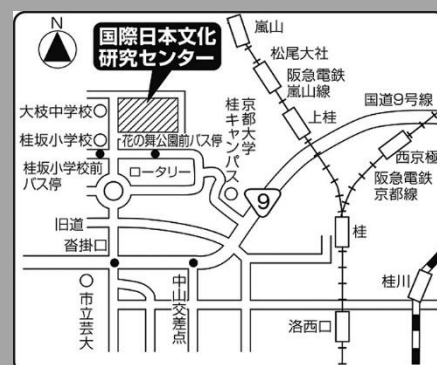 N
国際日本文化
研究センター
嵐山
松尾大社
阪急電鉄
嵐山線
上桂
国道9号線
大枝中学校
桂坂小学校
花の舞公園前バス停
京都大学
桂キャンパス
桂坂小学校前
バス停
ロータリー
9
西京極
阪急電鉄
京都線
旧道
沓掛口
桂
桂川
市立芸大
中山交差点
洛西口